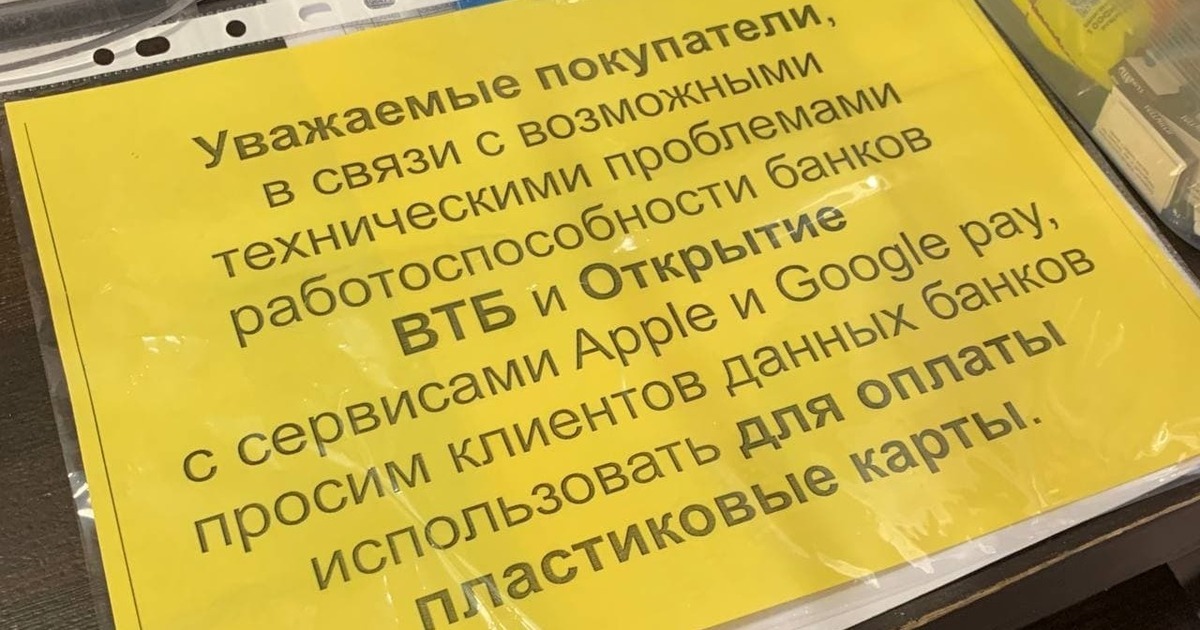 Уважаемые покупатели,
в связи с возможными
техническими проблемами
работоспособности банков
ВТБ и Открытие
с сервисами Apple и Google pay,
просим клиентов данных банков
использовать для оплаты
пластиковые карты.